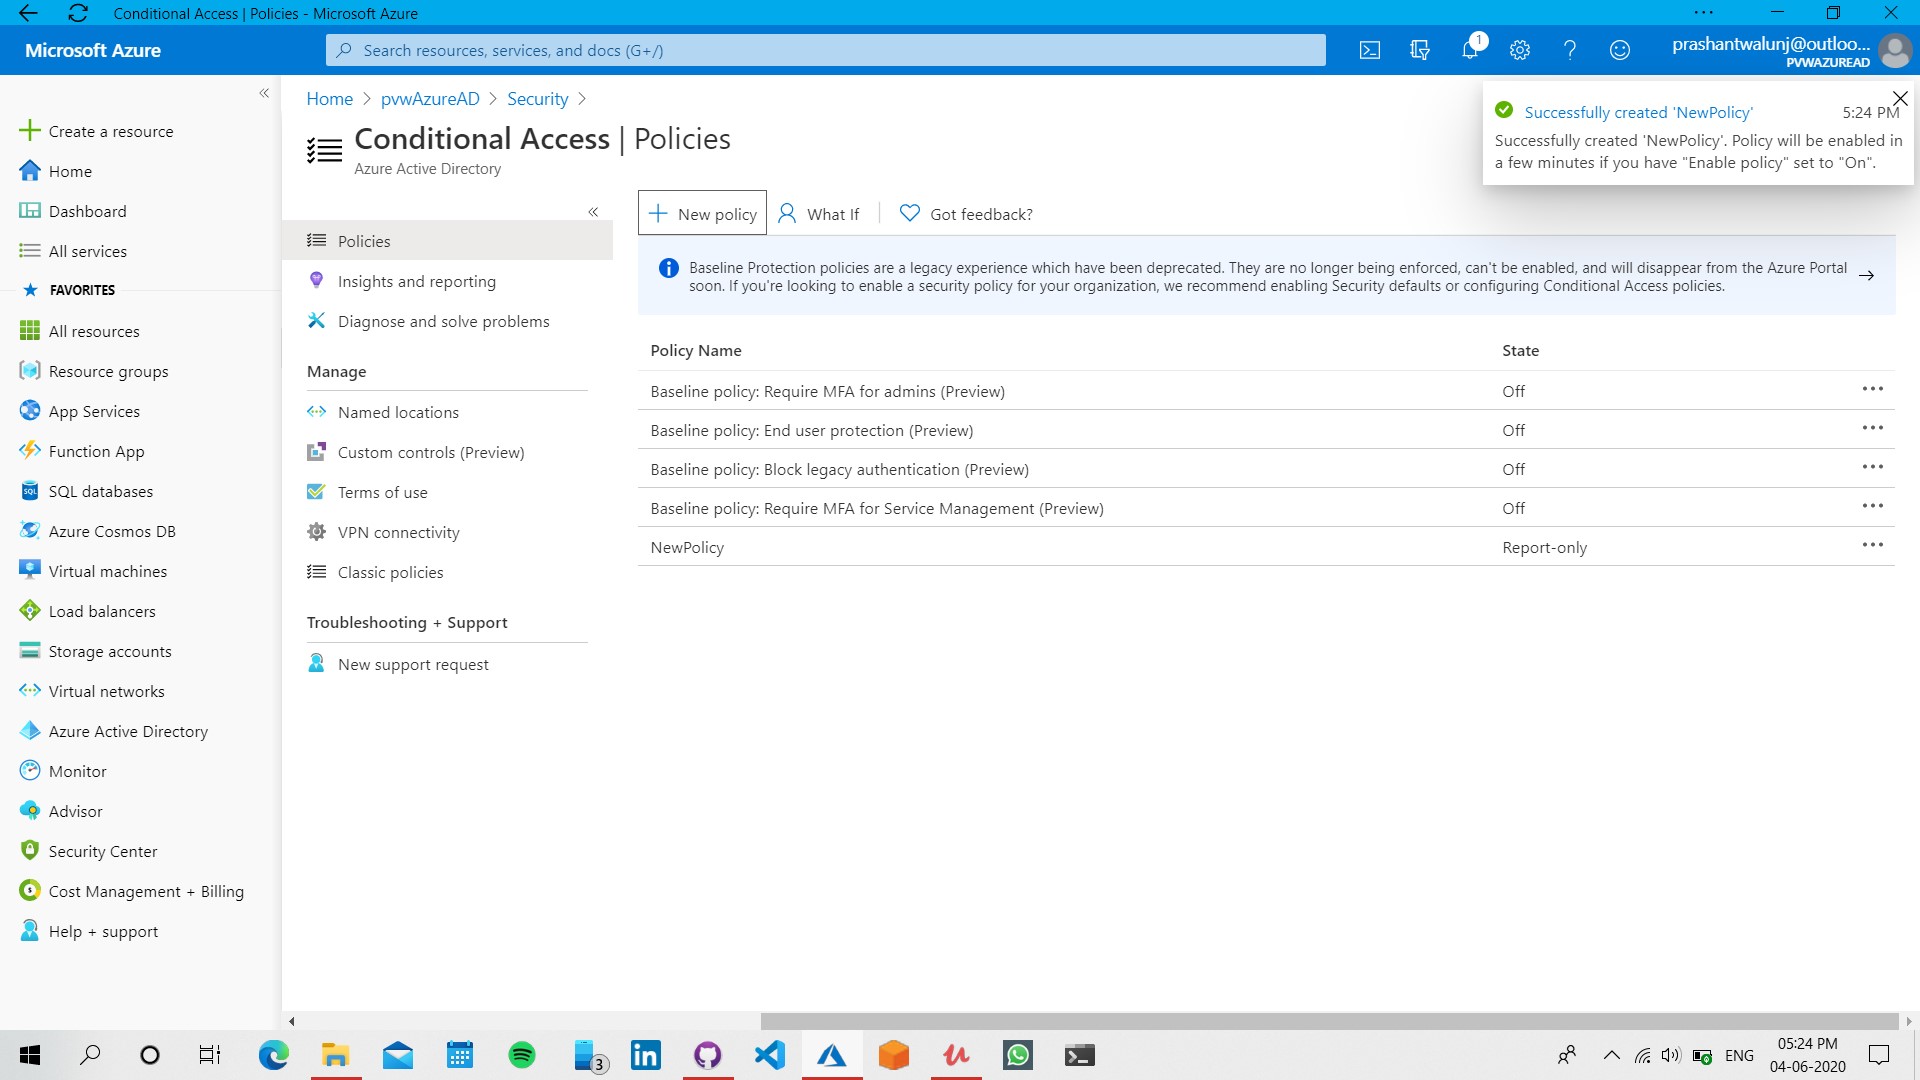 Conditional Access | Policies - Microsoft Azure
Microsoft Azure
Search resources, services, and docs (G+/)
1
prashantwalunj@outloo...
PVWAZUREAD
Create a resource
Home
Dashboard
All services
FAVORITES
All resources
Resource groups
App Services
Function App
SQL databases
Azure Cosmos DB
Virtual machines
Load balancers
Storage accounts
Virtual networks
Azure Active Directory
Monitor
Advisor
Security Center
Cost Management + Billing
Help + support
Home > pvwAzureAD > Security >
Conditional Access | Policies
Azure Active Directory
Policies
Insights and reporting
Diagnose and solve problems
Manage
Named locations
Custom controls (Preview)
Terms of use
VPN connectivity
Classic policies
Troubleshooting + Support
New support request
New policy
What If
Got feedback?
Baseline Protection policies are a legacy experience which have been deprecated. They are no longer being enforced, can't be enabled, and will disappear from the Azure Portal
soon. If you're looking to enable a security policy for your organization, we recommend enabling Security defaults or configuring Conditional Access policies.
Policy Name State
Baseline policy: Require MFA for admins (Preview) Off
Baseline policy: End user protection (Preview) Off
Baseline policy: Block legacy authentication (Preview) Off
Baseline policy: Require MFA for Service Management (Preview) Off
NewPolicy Report-only
Successfully created 'NewPolicy' 5:24 PM
Successfully created 'NewPolicy'. Policy will be enabled in
a few minutes if you have "Enable policy" set to "On".
3
ENG
05:24 PM
04-06-2020